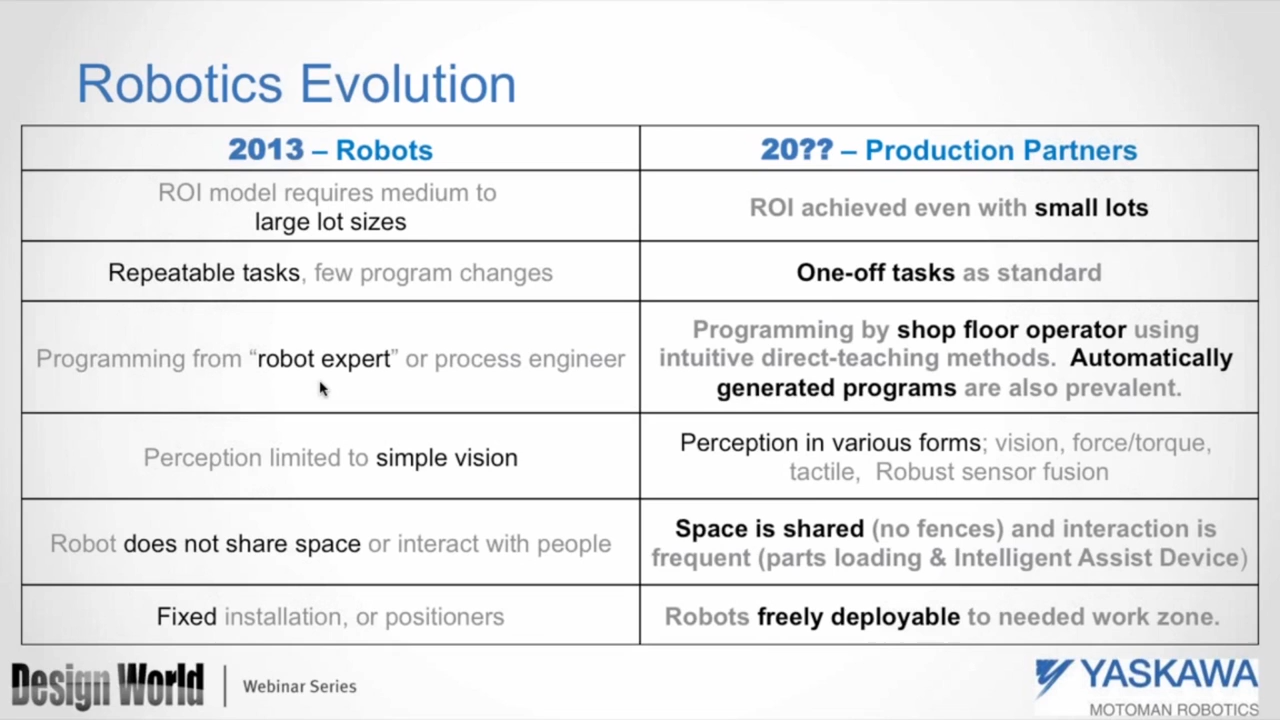 Robotics Evolution
2013 – Robots
20?? – Production Partners
ROI model requires medium to
large lot sizes
ROI achieved even with small lots
Repeatable tasks, few program changes
One-off tasks as standard
Programming from “robot expert” or process engineer
Programming by shop floor operator using
intuitive direct-teaching methods.  Automatically
generated programs are also prevalent.
Perception limited to simple vision
Perception in various forms; vision, force/torque,
tactile,  Robust sensor fusion
Robot does not share space or interact with people
Space is shared (no fences) and interaction is
frequent (parts loading & Intelligent Assist Device)
Fixed installation, or positioners
Robots freely deployable to needed work zone.
Design World
Webinar Series
YASKAWA
MOTOMAN ROBOTICS